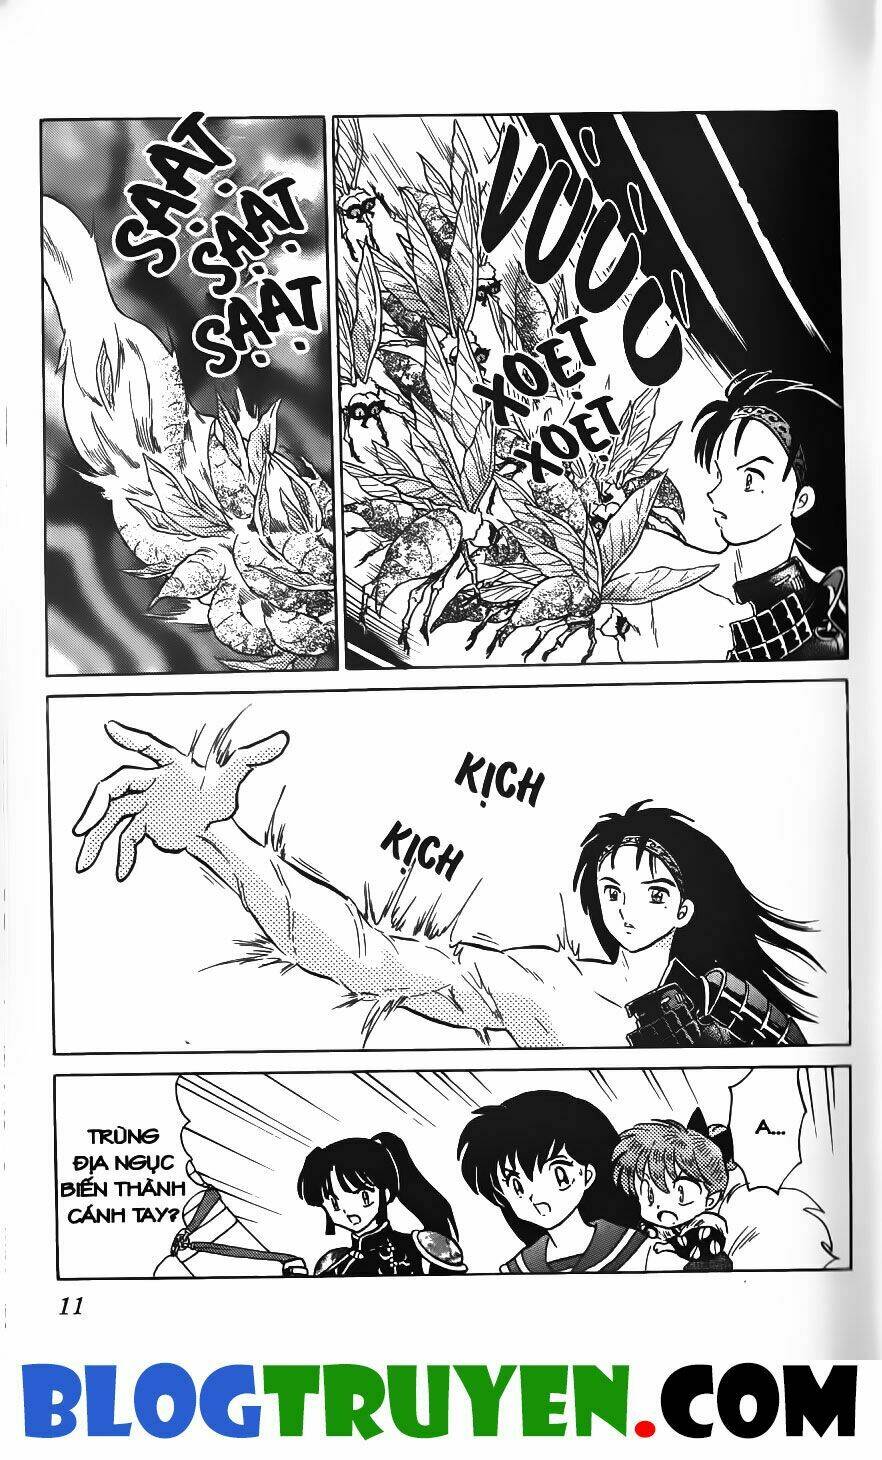 SẠẠT
SẠẠT
SẠẠT
VÙÙÙ
XOẸT
XOẸT
KỊCH
KỊCH
TRÙNG
ĐỊA NGỤC
BIẾN THÀNH
CÁNH TAY?
A...
11
BLOGTRUYEN.COM